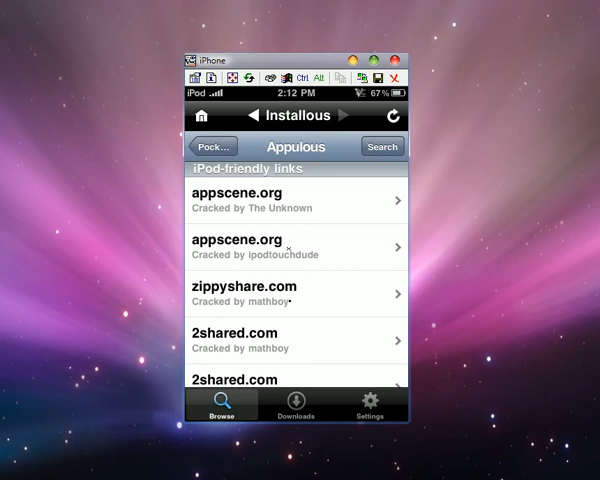 iPhone
Ctrl Alt
iPod 2:12 PM 67%
Installous
Pock... Appulous Search
iPod-friendly links
appscene.org
Cracked by The Unknown
appscene.org
Cracked by ipodtouchdude
zippyshare.com
Cracked by mathboy
2shared.com
Cracked by mathboy
2shared.com
Browse Downloads Settings